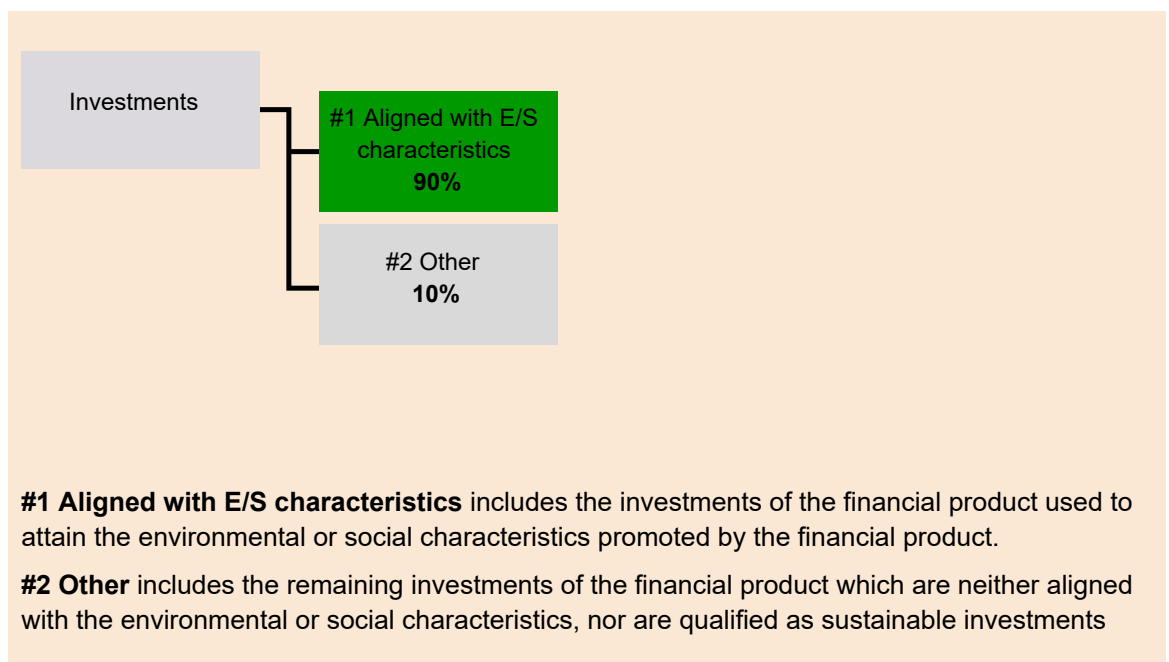 Investments
#1 Aligned with E/S
characteristics
90%
#2 Other
10%
#1 Aligned with E/S characteristics includes the investments of the financial product used to
attain the environmental or social characteristics promoted by the financial product.
#2 Other includes the remaining investments of the financial product which are neither aligned
with the environmental or social characteristics, nor are qualified as sustainable investments